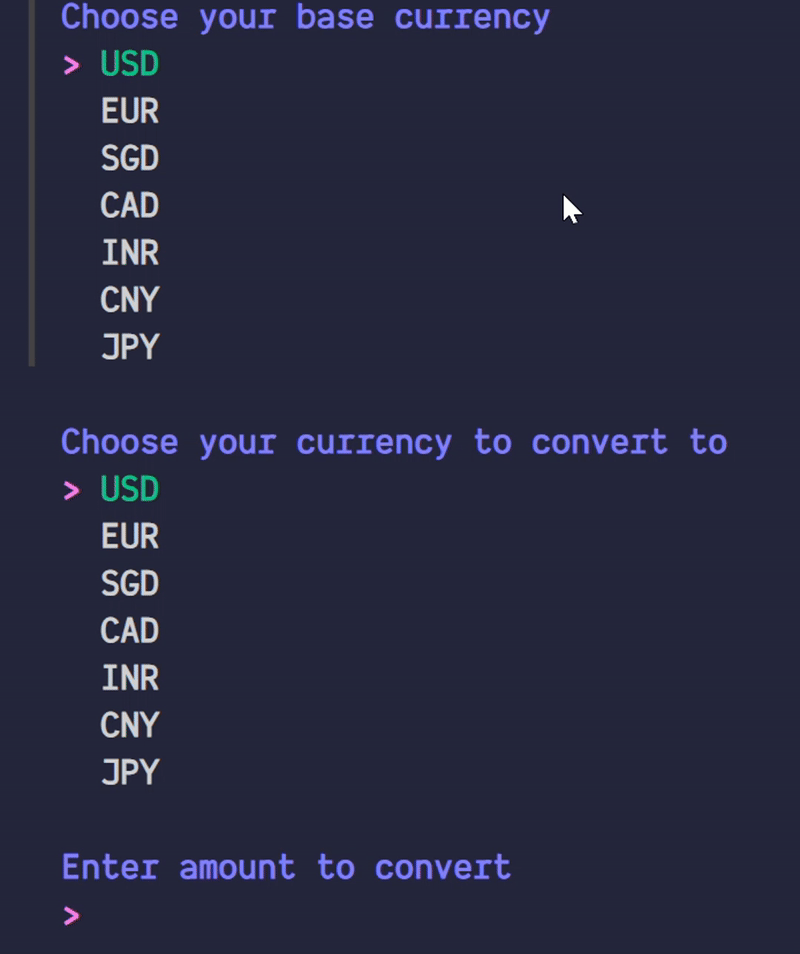 Choose your base currency
> USD
EUR
SGD
CAD
INR
CNY
JPY
Choose your currency to convert to
> USD
EUR
SGD
CAD
INR
CNY
JPY
Enter amount to convert
>